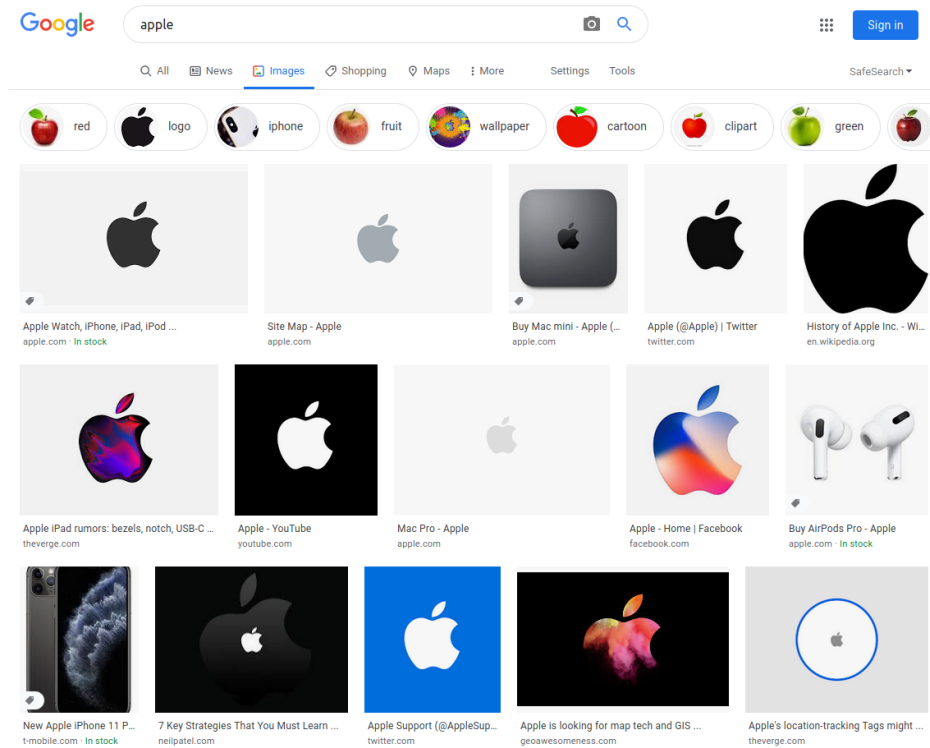 Google
apple
Sign in
All
News
Images
Shopping
Maps
More
Settings
Tools
SafeSearch
red
logo
iphone
fruit
wallpaper
cartoon
clipart
green
Apple Watch, iPhone, iPad, iPod ...
apple.com · In stock
Site Map - Apple
apple.com
Buy Mac mini - Apple (...
apple.com
Apple (@Apple) | Twitter
twitter.com
History of Apple Inc. - Wi...
en.wikipedia.org
Apple iPad rumors: bezels, notch, USB-C ...
theverge.com
Apple - YouTube
youtube.com
Mac Pro - Apple
apple.com
Apple - Home | Facebook
facebook.com
Buy AirPods Pro - Apple
apple.com · In stock
New Apple iPhone 11 P...
t-mobile.com · In stock
7 Key Strategies That You Must Learn ...
neilpatel.com
Apple Support (@AppleSup...
twitter.com
Apple is looking for map tech and GIS ...
geoawesomeness.com
Apple's location-tracking Tags might ...
theverge.com